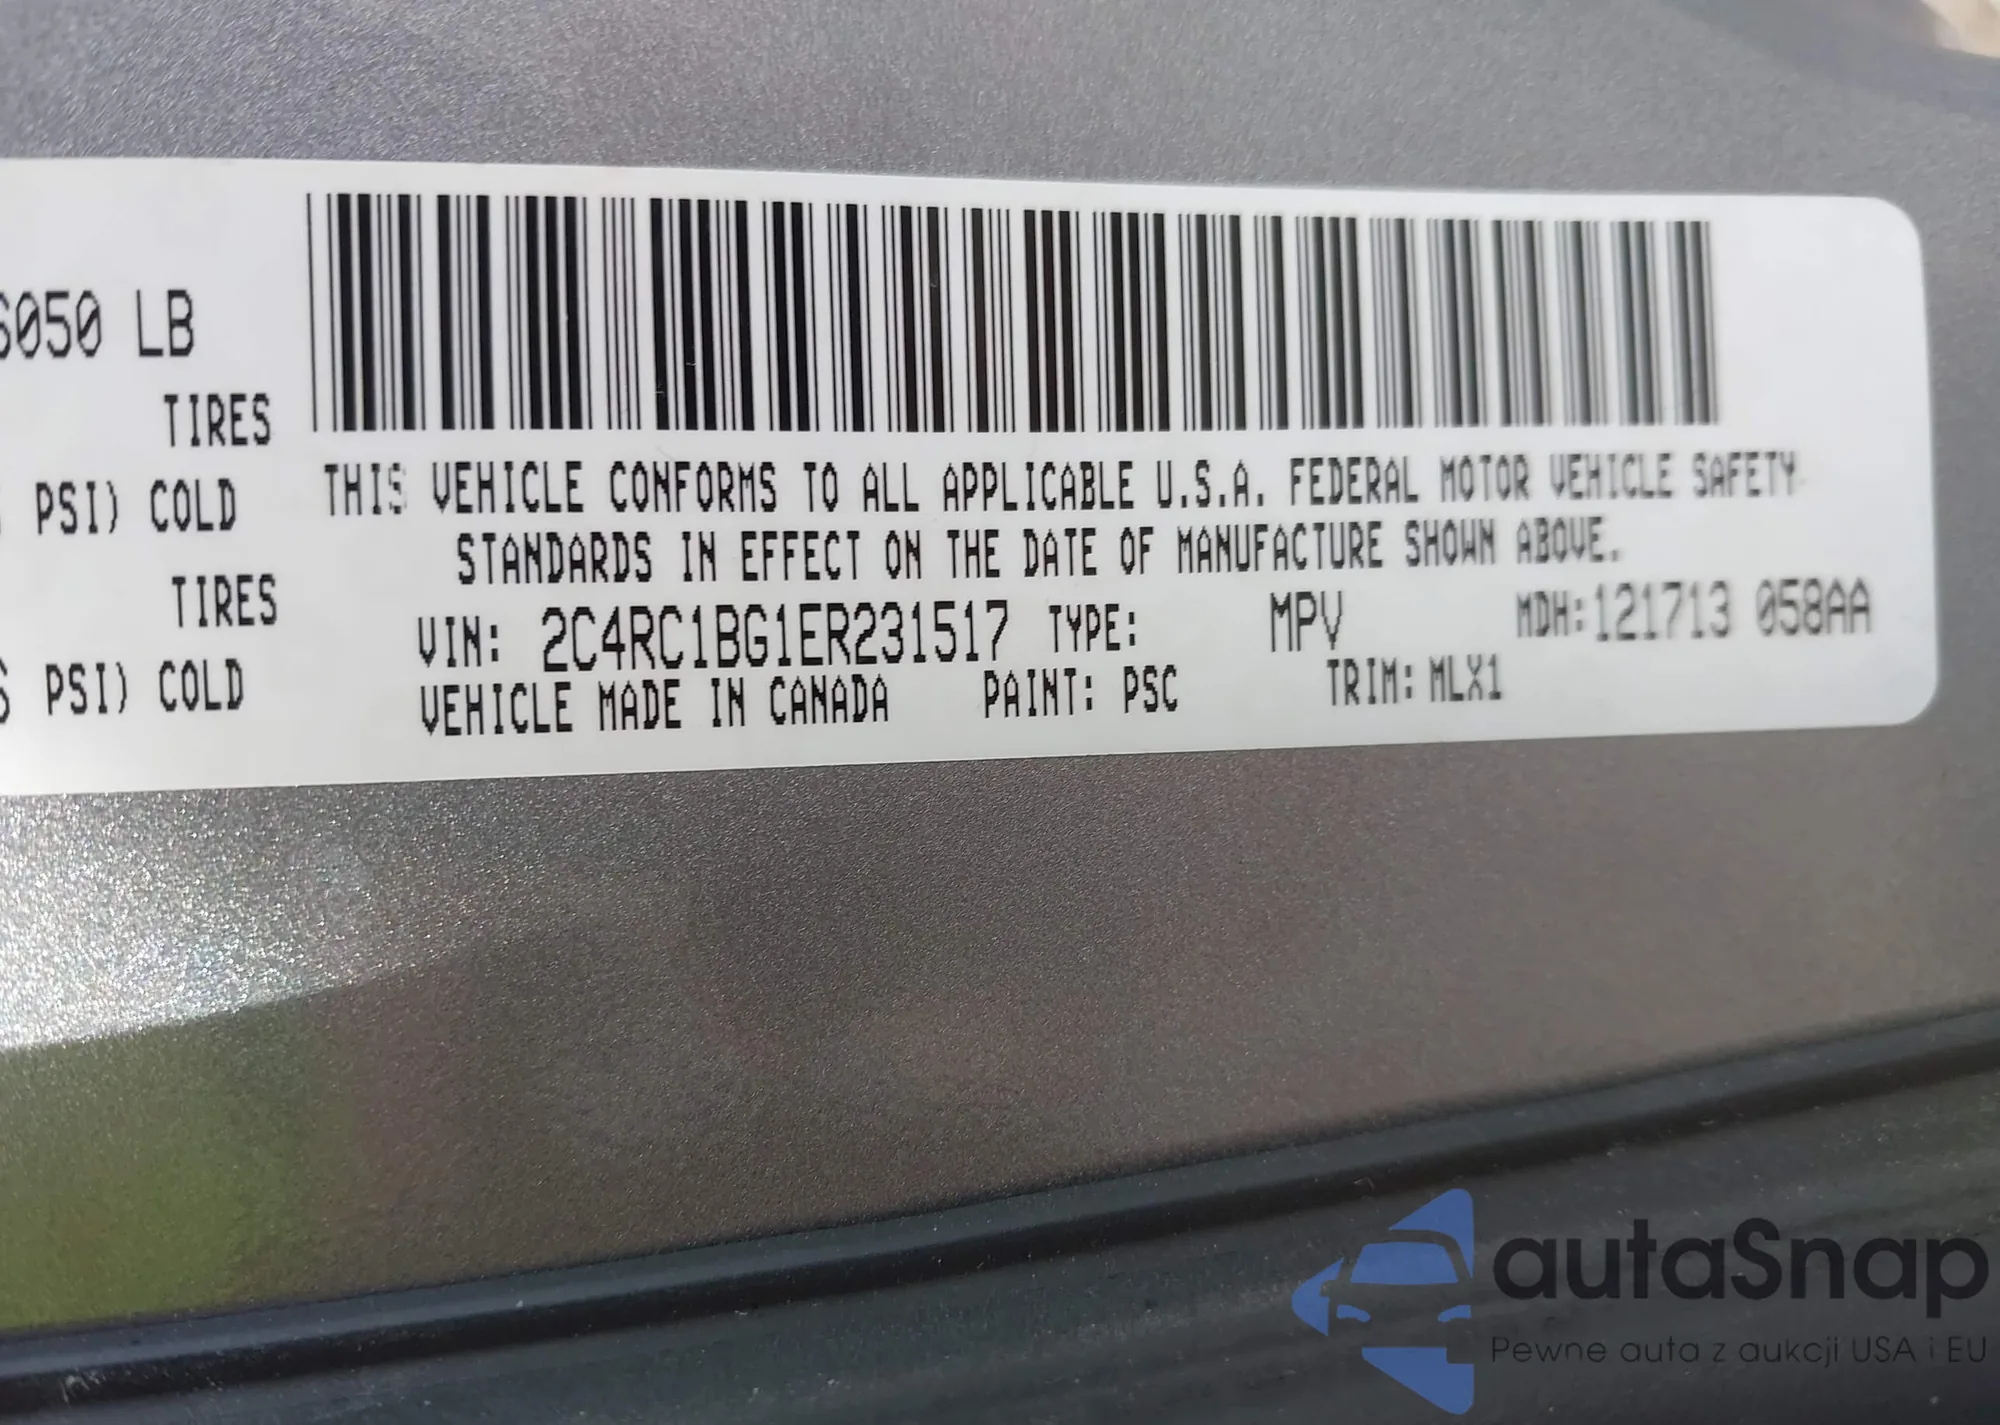 6050 LB
TIRES
PSI) COLD
TIRES
PSI) COLD
THIS VEHICLE CONFORMS TO ALL APPLICABLE U.S.A. FEDERAL MOTOR VEHICLE SAFETY
STANDARDS IN EFFECT ON THE DATE OF MANUFACTURE SHOWN ABOVE.
VIN: 2C4RC1BG1ER231517 TYPE: MPV MDH:121713 058AA
VEHICLE MADE IN CANADA PAINT: PSC TRIM: MLX1
autaSnap
Pewne auta z aukcji USA i EU